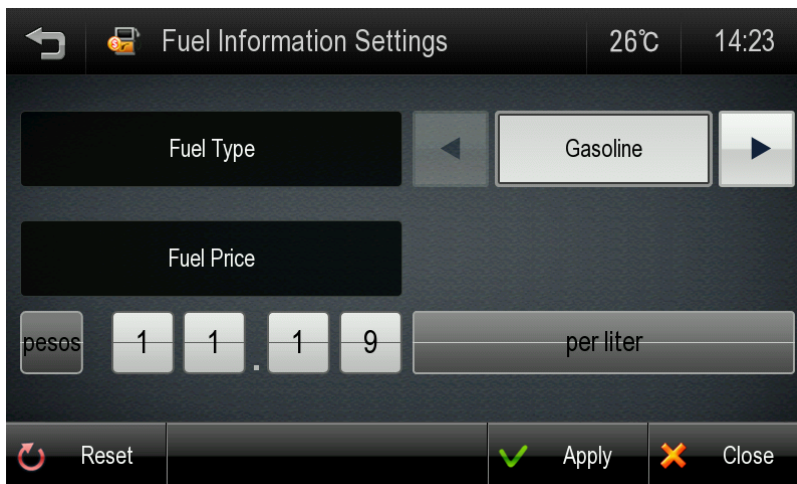 Fuel Information Settings 26℃ 14:23
Fuel Type Gasoline
Fuel Price
pesos 1 1 . 1 9 per liter
Reset Apply Close